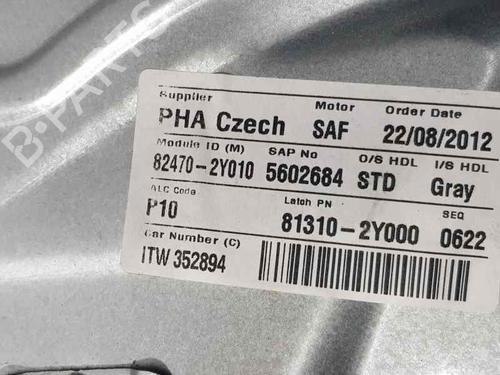 Supplier Motor Order Date
PHA Czech SAF 22/08/2012
Module ID (M) SAP No O/S HDL I/S HDL
82470-2Y010 5602684 STD Gray
ALC Code Latch PN SEQ
P10 81310-2Y000 0622
Car Number (C)
ITW 352894
B-PARTS